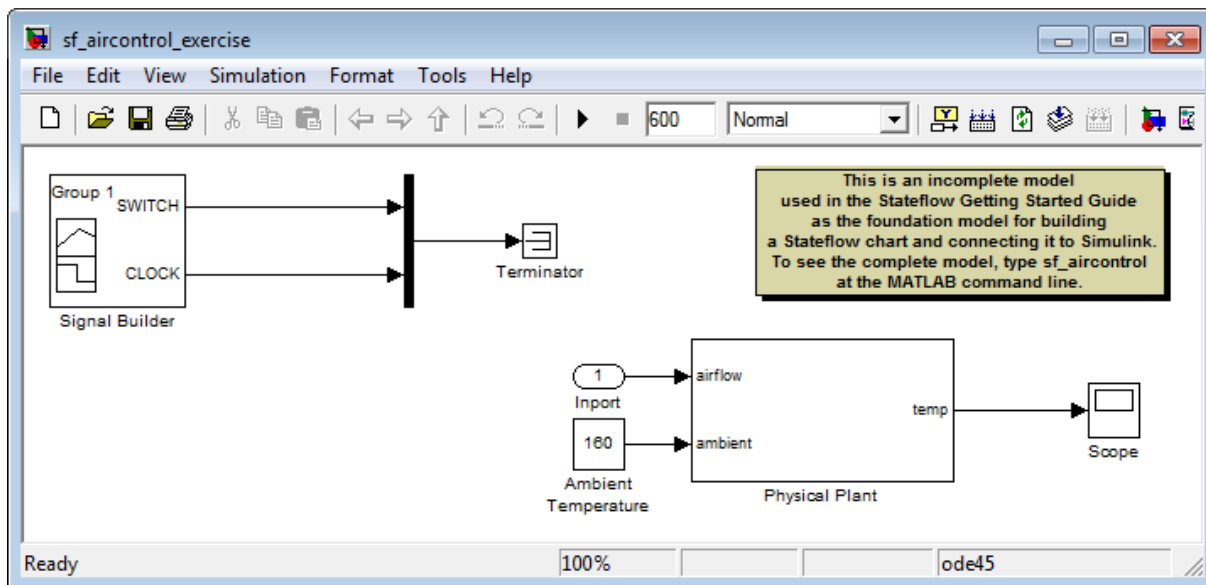 sf_aircontrol_exercise
File Edit View Simulation Format Tools Help
600 Normal
Group 1
SWITCH
CLOCK
Signal Builder
Terminator
This is an incomplete model
used in the Stateflow Getting Started Guide
as the foundation model for building
a Stateflow chart and connecting it to Simulink.
To see the complete model, type sf_aircontrol
at the MATLAB command line.
1
Inport
160
Ambient
Temperature
airflow
ambient
temp
Physical Plant
Scope
Ready 100% ode45